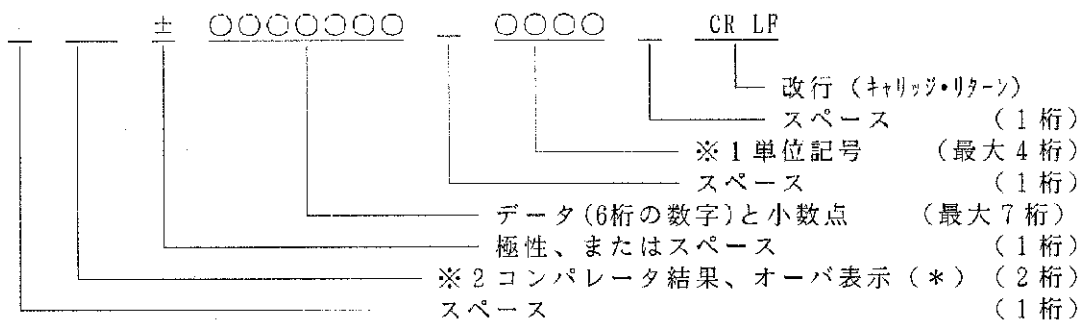 ± ○○○○○○○ ○○○○ CR LF
改行 (ｷｬﾘｯｼﾞ・ﾘﾀｰﾝ)
スペース (1桁)
※1単位記号 (最大4桁)
スペース (1桁)
データ(6桁の数字)と小数点 (最大7桁)
極性、またはスペース (1桁)
※2コンパレータ結果、オーバ表示(*) (2桁)
スペース (1桁)